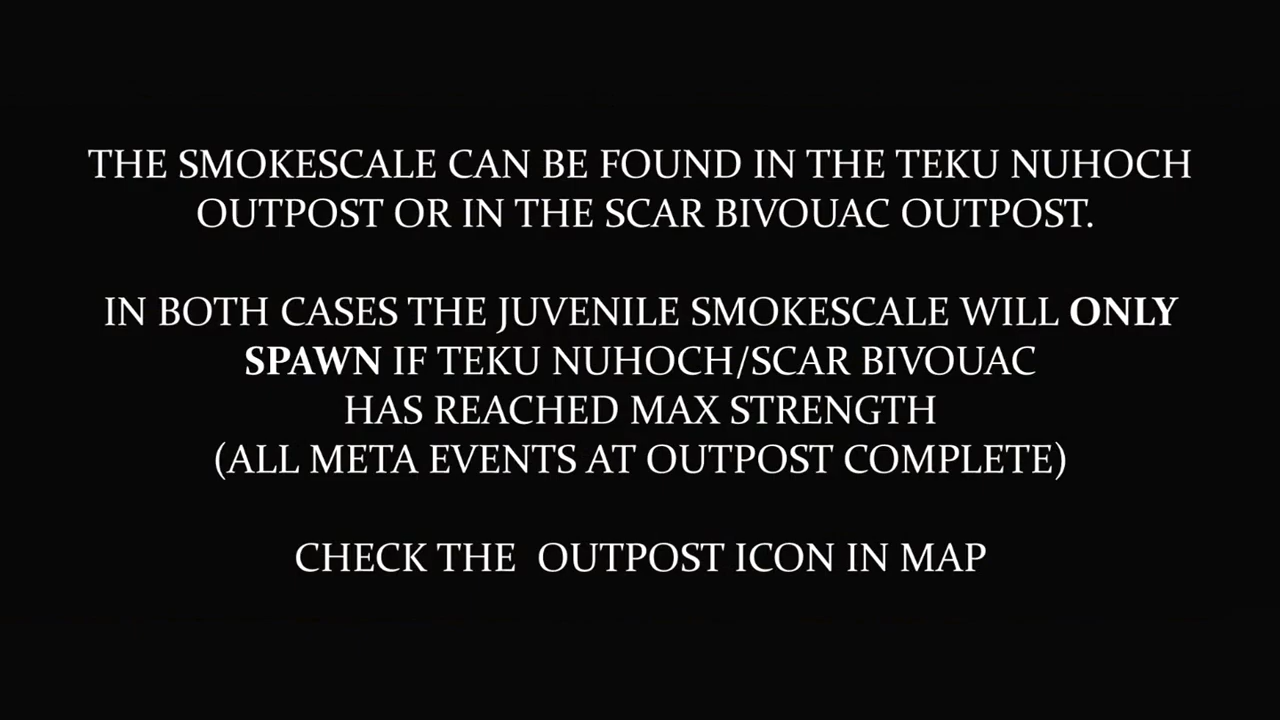 THE SMOKESCALE CAN BE FOUND IN THE TEKU NUHOCH
OUTPOST OR IN THE SCAR BIVOUAC OUTPOST.
IN BOTH CASES THE JUVENILE SMOKESCALE WILL ONLY
SPAWN IF TEKU NUHOCH/SCAR BIVOUAC
HAS REACHED MAX STRENGTH
(ALL META EVENTS AT OUTPOST COMPLETE)
CHECK THE  OUTPOST ICON IN MAP